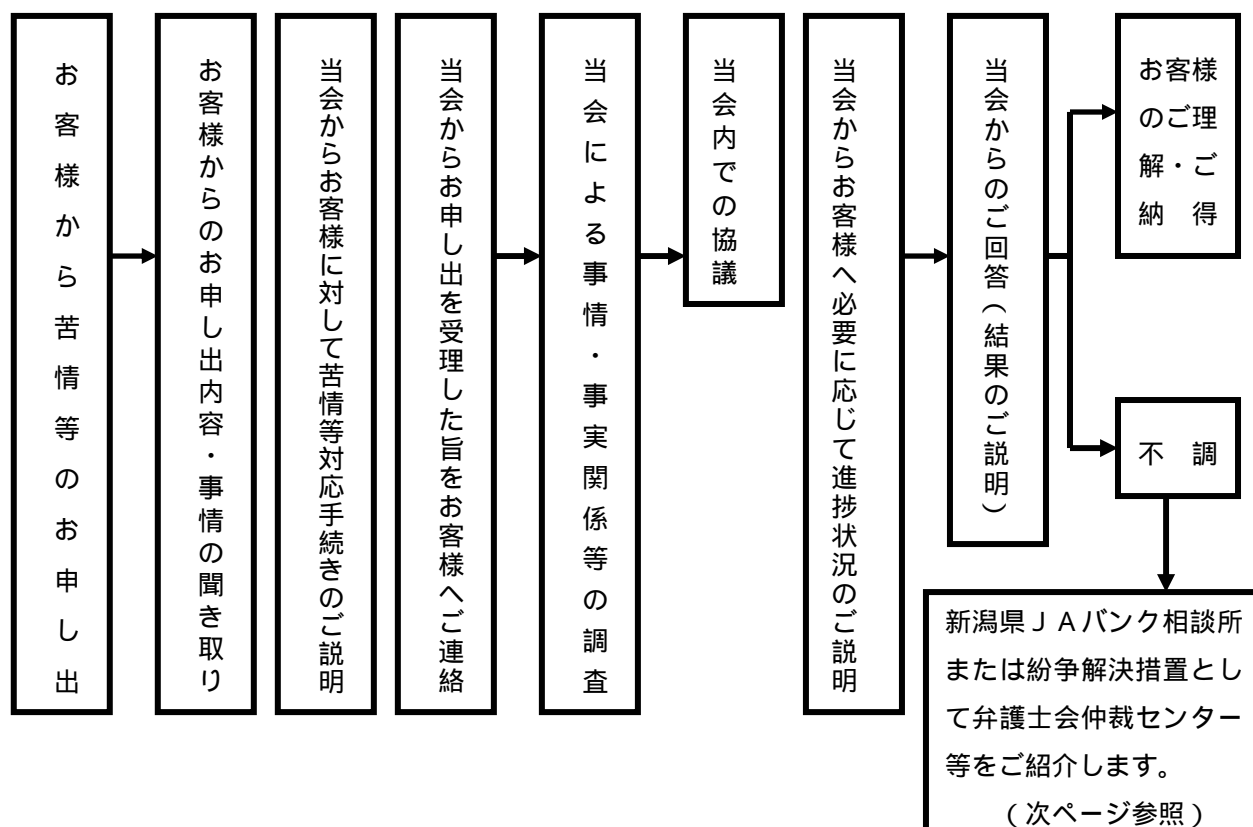 お客様から苦情等のお申し出
お客様からのお申し出内容・事情の聞き取り
当会からお客様に対して苦情等対応手続きのご説明
当会からお申し出を受理した旨をお客様へご連絡
当会による事情・事実関係等の調査
当会内での協議
当会からお客様へ必要に応じて進捗状況のご説明
当会からのご回答（結果のご説明）
お客様
のご理
解・ご
納　得
不　調
新潟県ＪＡバンク相談所
または紛争解決措置とし
て弁護士会仲裁センター
等をご紹介します。
（次ページ参照）